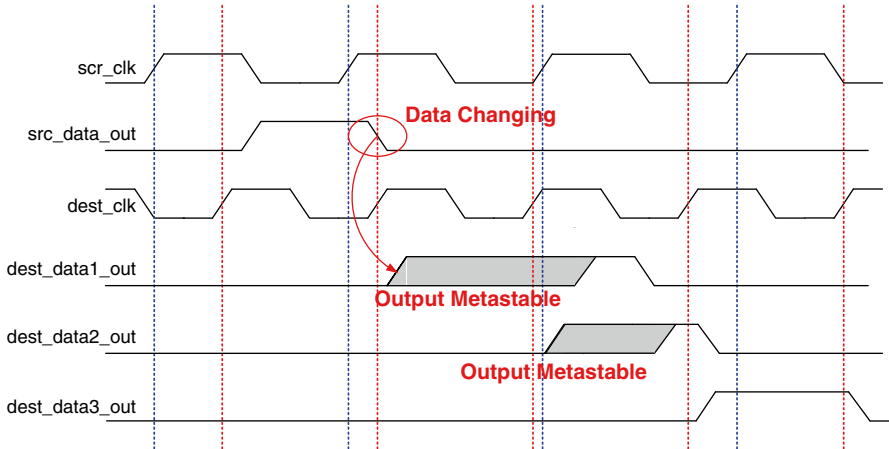 scr_clk
Data Changing
src_data_out
dest_clk
dest_data1_out
Output Metastable
dest_data2_out
Output Metastable
dest_data3_out